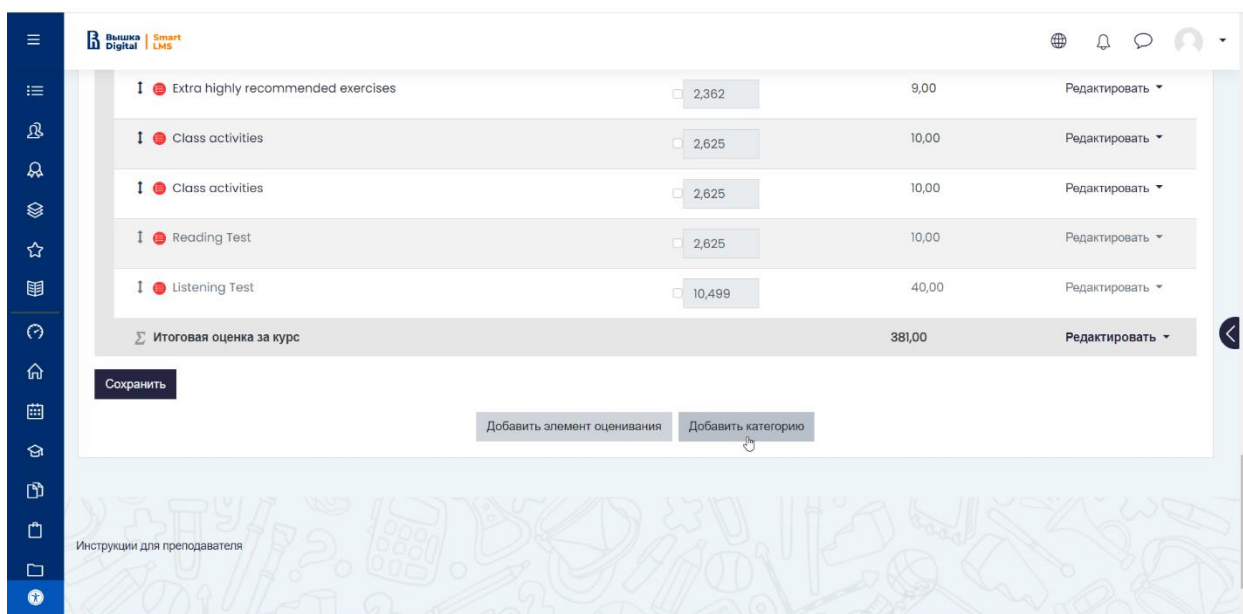 Вышка | Smart
Digital | LMS
Extra highly recommended exercises 2,362 9,00 Редактировать
Class activities 2,625 10,00 Редактировать
Class activities 2,625 10,00 Редактировать
Reading Test 2,625 10,00 Редактировать
Listening Test 10,499 40,00 Редактировать
Σ Итоговая оценка за курс 381,00 Редактировать
Сохранить
Добавить элемент оценивания Добавить категорию
Инструкции для преподавателя